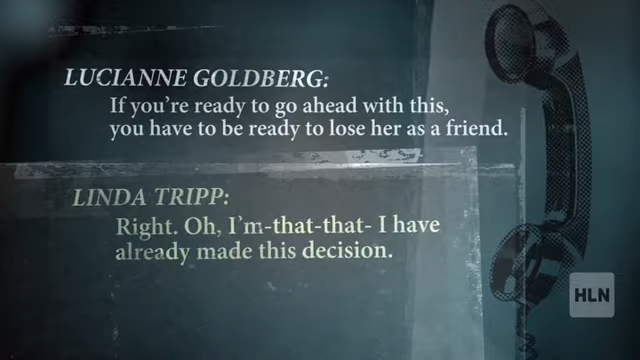 LUCIANNE GOLDBERG:
If you're ready to go ahead with this,
you have to be ready to lose her as a friend.
LINDA TRIPP:
Right. Oh, I'm-that-that- I have
already made this decision.
HLN